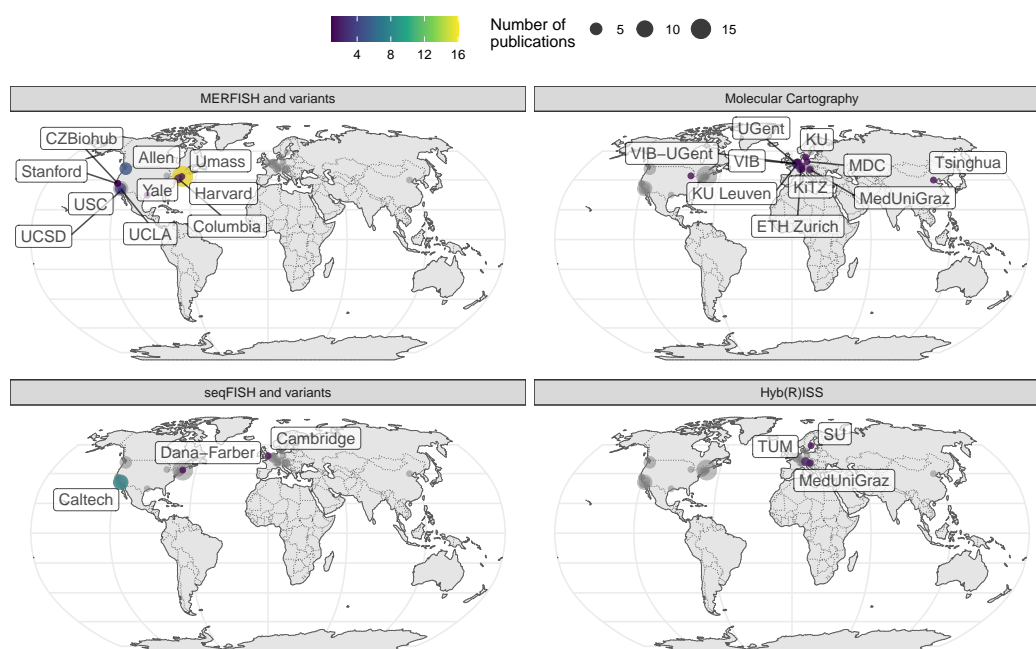 4 8 12 16
Number of
publications
5 10 15
MERFISH and variants
Molecular Cartography
CZBiohub
Allen
Umass
Stanford
Yale
Harvard
USC
UCSD
UCLA
Columbia
UGent
KU
VIB−UGent
VIB
MDC
Tsinghua
KU Leuven
KiTZ
MedUniGraz
ETH Zurich
seqFISH and variants
Hyb(R)ISS
Cambridge
Dana−Farber
Caltech
SU
TUM
MedUniGraz